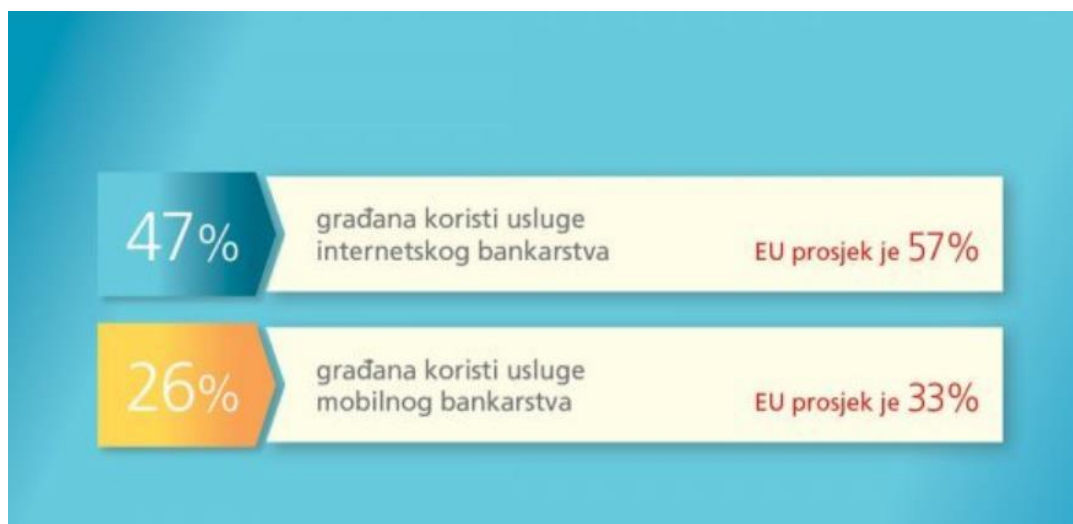 47%
građana koristi usluge
internetskog bankarstva
EU prosjek je 57%
26%
građana koristi usluge
mobilnog bankarstva
EU prosjek je 33%